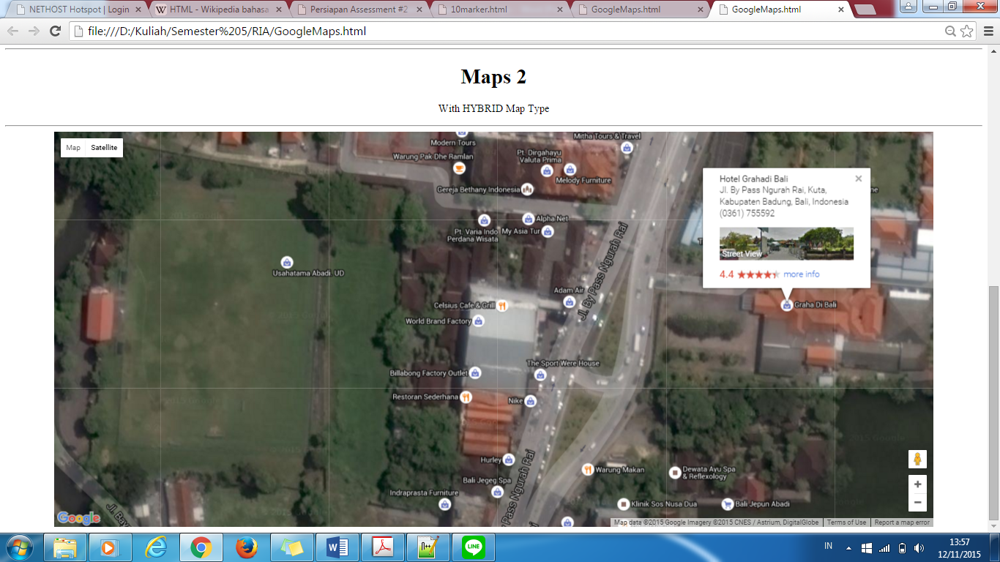 NETHOST Hotspot | Login
HTML - Wikipedia bahasa
Persiapan Assessment #2
10marker.html
GoogleMaps.html
GoogleMaps.html
file:///D:/Kuliah/Semester%205/RIA/GoogleMaps.html
Maps 2
With HYBRID Map Type
Map
Satellite
Modern Tours
Mitha Tours & Travel
Warung Pak Dhe Ramlan
Pt. Dirgahayu
Valuta Prima
Melody Furniture
Gereja Bethany Indonesia
Alpha Net
Pt. Varia Indo
Perdana Wisata
My Asia Tur
Usahatama Abadi. UD
Adam Air
Jl. By Pass Ngurah Rai
Celsius Cafe & Grill
World Brand Factory
Hotel Grahadi Bali
Jl. By Pass Ngurah Rai, Kuta,
Kabupaten Badung, Bali, Indonesia
(0361) 755592
Street View
4.4
more info
Graha Di Bali
The Sport Were House
Billabong Factory Outlet
Restoran Sederhana
Nike
Hurley
Bali Jegeg Spa
Indraprasta Furniture
Pass Ngurah Rai
Warung Makan
Dewata Ayu Spa
& Reflexology
Klinik Sos Nusa Dua
Bali Jepun Abadi
Google
Map data ©2015 Google Imagery ©2015 CNES / Astrium, DigitalGlobe
Terms of Use
Report a map error
IN
13:57
12/11/2015
LINE